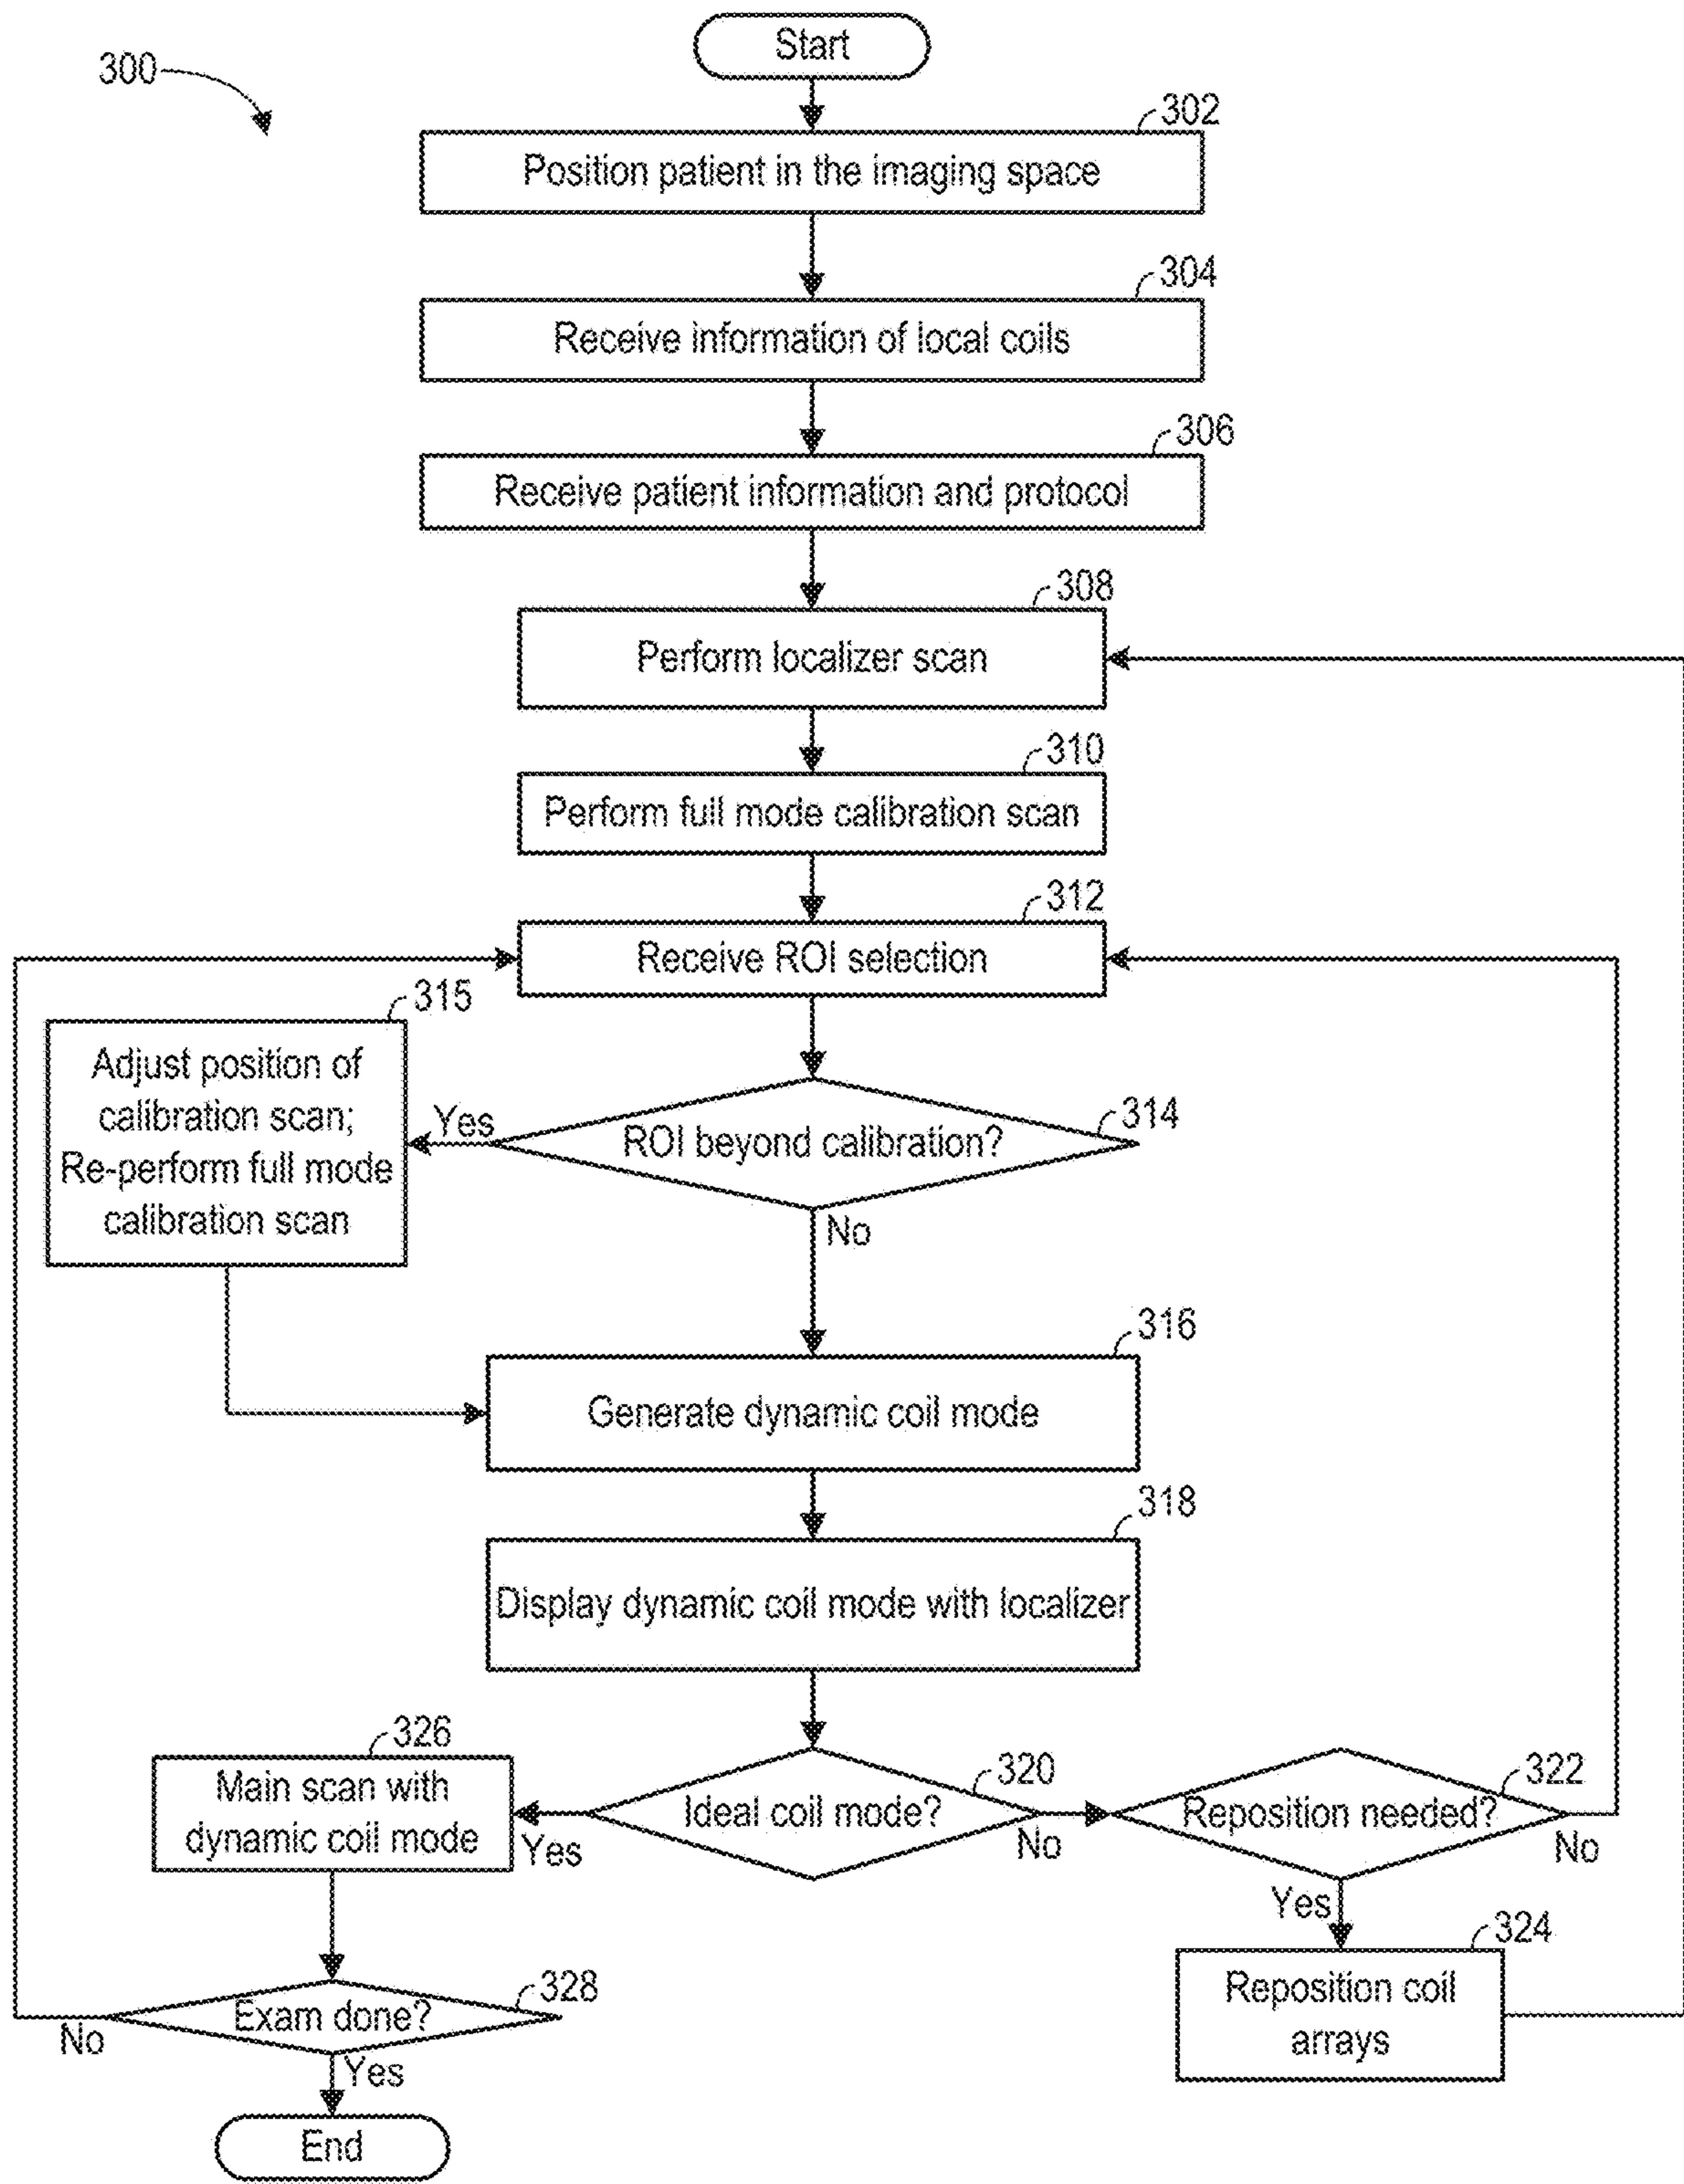 Start
300
302
Position patient in the imaging space
304
Receive information of local coils
306
Receive patient information and protocol
308
Perform localizer scan
310
Perform full mode calibration scan
312
Receive ROI selection
315
Adjust position of
calibration scan;
Re-perform full mode
calibration scan
Yes
314
ROI beyond calibration?
No
316
Generate dynamic coil mode
318
Display dynamic coil mode with localizer
326
Main scan with
dynamic coil mode
Yes
320
Ideal coil mode?
No
322
Reposition needed?
No
Yes
324
Reposition coil
arrays
328
Exam done?
No
Yes
End